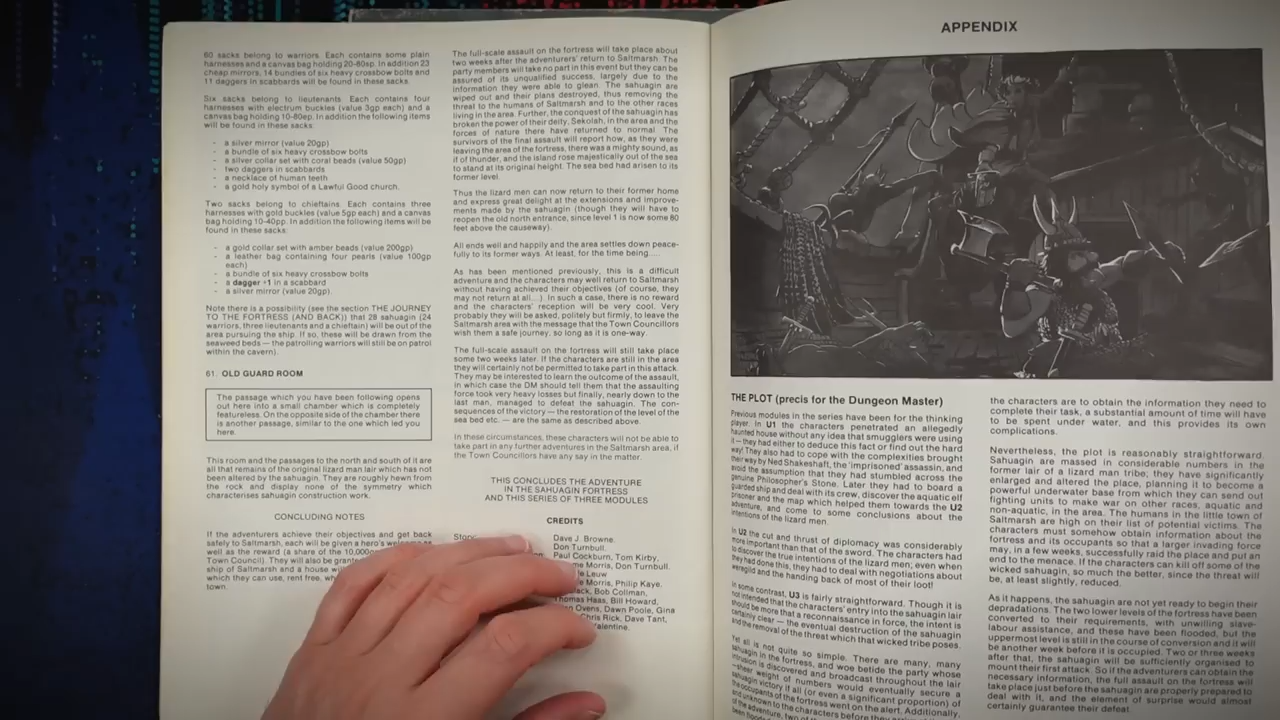 60 sacks belong to warriors. Each contains some plain
harnesses and a canvas bag holding 20-80sp. In addition 23
cheap mirrors, 14 bundles of six heavy crossbow bolts and
11 daggers in scabbards will be found in these sacks.
Six sacks belong to lieutenants. Each contains four
harnesses with electrum buckles (value 3gp each) and a
canvas bag holding 10-60ep. In addition the following items
will be found in these sacks:
- a silver mirror (value 20gp)
- a bundle of six heavy crossbow bolts
- a silver collar set with coral beads (value 50gp)
- two daggers in scabbards
- a necklace of human teeth
- a gold holy symbol of a Lawful Good church.
Two sacks belong to chieftains. Each contains three
harnesses with gold buckles (value 5gp each) and a canvas
bag holding 10-40pp. In addition the following items will be
found in these sacks:
- a gold collar set with amber beads (value 200gp)
- a leather bag containing four pearls (value 100gp
each)
- a bundle of six heavy crossbow bolts
- a dagger +1 in a scabbard
- a silver mirror (value 20gp).
Note there is a possibility (see the section THE JOURNEY
TO THE FORTRESS (AND BACK)) that 28 sahuagin (24
warriors, three lieutenants and a chieftain) will be out of the
area pursuing the ship. If so, these will be drawn from the
seaweed beds — the patrolling warriors will still be on patrol
within the cavern).
61. OLD GUARD ROOM
The passage which you have been following opens
out here into a small chamber which is completely
featureless. On the opposite side of the chamber there
is another passage, similar to the one which led you
here.
This room and the passages to the north and south of it are
all that remains of the original lizard man lair which has not
been altered by the sahuagin. They are roughly hewn from
the rock and display none of the symmetry which
characterises sahuagin construction work.
CONCLUDING NOTES
If the adventurers achieve their objectives and get back
safely to Saltmarsh, each will be given a hero's welcome as
well as the reward (a share of the 10,000
Town Council). They will also be grante
ship of Saltmarsh and a house wil
which they can use, rent free, wh
town.
The full-scale assault on the fortress will take place about
two weeks after the adventurers' return to Saltmarsh. The
party members will take no part in this event but they can be
assured of its unqualified success, largely due to the
information they were able to glean. The sahuagin are
wiped out and their plans destroyed, thus removing the
threat to the humans of Saltmarsh and to the other races
living in the area. Further, the conquest of the sahuagin has
broken the power of their deity, Sekolah, in the area and the
forces of nature there have returned to normal. The
survivors of the final assault will report how, as they were
leaving the area of the fortress, there was a mighty sound, as
if of thunder, and the island rose majestically out of the sea
to stand at its original height. The sea bed had arisen to its
former level.
Thus the lizard men can now return to their former home
and express great delight at the extensions and improve-
ments made by the sahuagin (though they will have to
reopen the old north entrance, since level 1 is now some 80
feet above the causeway).
All ends well and happily and the area settles down peace-
fully to its former ways. At least, for the time being.....
As has been mentioned previously, this is a difficult
adventure and the characters may well return to Saltmarsh
without having achieved their objectives (of course, they
may not return at all...). In such a case, there is no reward
and the characters' reception will be very cool. Very
probably they will be asked, politely but firmly, to leave the
Saltmarsh area with the message that the Town Councillors
wish them a safe journey, so long as it is one-way.
The full-scale assault on the fortress will still take place
some two weeks later. If the characters are still in the area
they will certainly not be permitted to take part in this attack.
They may be interested to learn the outcome of the assault,
in which case the DM should tell them that the assaulting
force took very heavy losses but finally, nearly down to the
last man, managed to defeat the sahuagin. The con-
sequences of the victory — the restoration of the level of the
sea bed etc. — are the same as described above.
In these circumstances, these characters will not be able to
take part in any further adventures in the Saltmarsh area, if
the Town Councillors have any say in the matter.
THIS CONCLUDES THE ADVENTURE
IN THE SAHUAGIN FORTRESS
AND THIS SERIES OF THREE MODULES
CREDITS
Dave J. Browne.
Don Turnbull.
Paul Cockburn, Tom Kirby,
me Morris, Don Turnbull.
Leuw
Morris, Philip Kaye.
ack, Bob Collman,
Thomas Haas, Bill Howard,
Ovens, Dawn Poole, Gina
Chris Rick, Dave Tant,
Valentine.
APPENDIX
THE PLOT (precis for the Dungeon Master)
Previous modules in the series have been for the thinking
player. In U1 the characters penetrated an allegedly
haunted house without any idea that smugglers were using
it — they had either to deduce this fact or find out the hard
way! They also had to cope with the complexities brought
their way by Ned Shakeshaft, the 'imprisoned' assassin, and
avoid the assumption that they had stumbled across the
genuine Philosopher's Stone. Later they had to board a
guarded ship and deal with its crew, discover the aquatic elf
prisoner and the map which helped them towards the U2
adventure, and come to some conclusions about the
intentions of the lizard men.
In U2 the cut and thrust of diplomacy was considerably
more important than that of the sword. The characters had
to discover the true intentions of the lizard men; even when
they had done this, they had to deal with negotiations about
weregild and the handing back of most of their loot!
In some contrast, U3 is fairly straightforward. Though it is
not intended that the characters' entry into the sahuagin lair
should be more that a reconnaissance in force, the intent is
certainly clear — the eventual destruction of the sahuagin
and the removal of the threat which that wicked tribe poses.
Yet all is not quite so simple. There are many, many
sahuagin in the fortress, and woe betide the party whose
intrusion is discovered and broadcast throughout the lair
— sheer weight of numbers would eventually secure a
sahuagin victory if all (or even a significant proportion) of
the occupants of the fortress went on the alert. Additionally,
and unknown to the characters before they arrive
of the adventure, two of
been flooded
the characters are to obtain the information they need to
complete their task, a substantial amount of time will have
to be spent under water, and this provides its own
complications.
Nevertheless, the plot is reasonably straightforward.
Sahuagin are massed in considerable numbers in the
former lair of a lizard man tribe, they have significantly
enlarged and altered the place, planning it to become a
powerful underwater base from which they can send out
fighting units to make war on other races, aquatic and
non-aquatic, in the area. The humans in the little town of
Saltmarsh are high on their list of potential victims. The
characters must somehow obtain information about the
fortress and its occupants so that a larger invading force
may, in a few weeks, successfully raid the place and put an
end to the menace. If the characters can kill off some of the
wicked sahuagin, so much the better, since the threat will
be, at least slightly, reduced.
As it happens, the sahuagin are not yet ready to begin their
depradations. The two lower levels of the fortress have been
converted to their requirements, with unwilling slave-
labour assistance, and these have been flooded, but the
uppermost level is still in the course of conversion and it will
be another week before it is occupied. Two or three weeks
after that, the sahuagin will be sufficiently organised to
mount their first attack. So if the adventurers can obtain the
necessary information, the full assault on the fortress will
take place just before the sahuagin are properly prepared to
deal with it, and the element of surprise would almost
certainly guarantee their defeat.